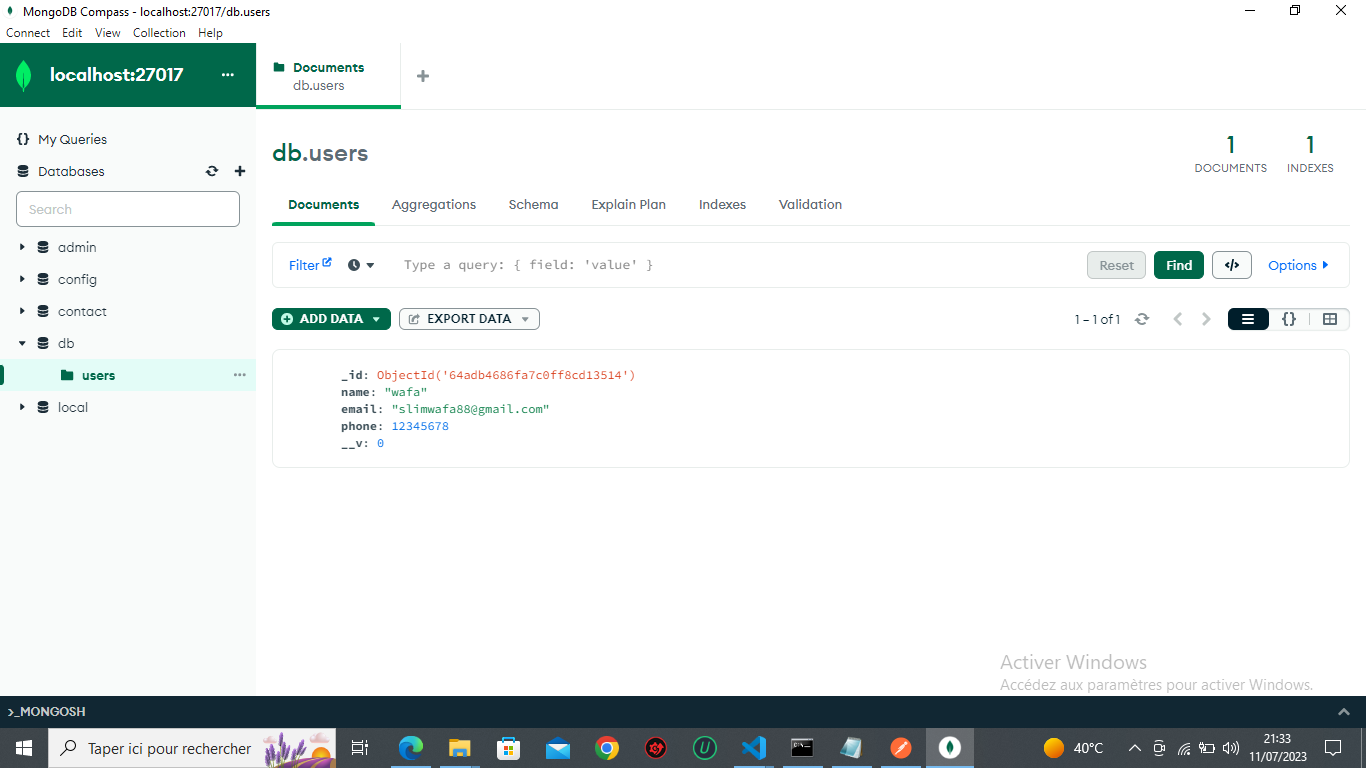 MongoDB Compass - localhost:27017/db.users
Connect Edit View Collection Help
localhost:27017 ...
Documents
db.users
{} My Queries
Databases
Search
admin
config
contact
db
users
local
db.users
1 DOCUMENTS
1 INDEXES
Documents Aggregations Schema Explain Plan Indexes Validation
Filter Type a query: { field: 'value' } Reset Find </> Options
ADD DATA EXPORT DATA 1 – 1 of 1 {}
_id: ObjectId('64adb4686fa7c0ff8cd13514')
name: "wafa"
email: "slimwafa88@gmail.com"
phone: 12345678
__v: 0
Activer Windows
Accédez aux paramètres pour activer Windows.
>_MONGOSH
Taper ici pour rechercher
40°C
21:33
11/07/2023